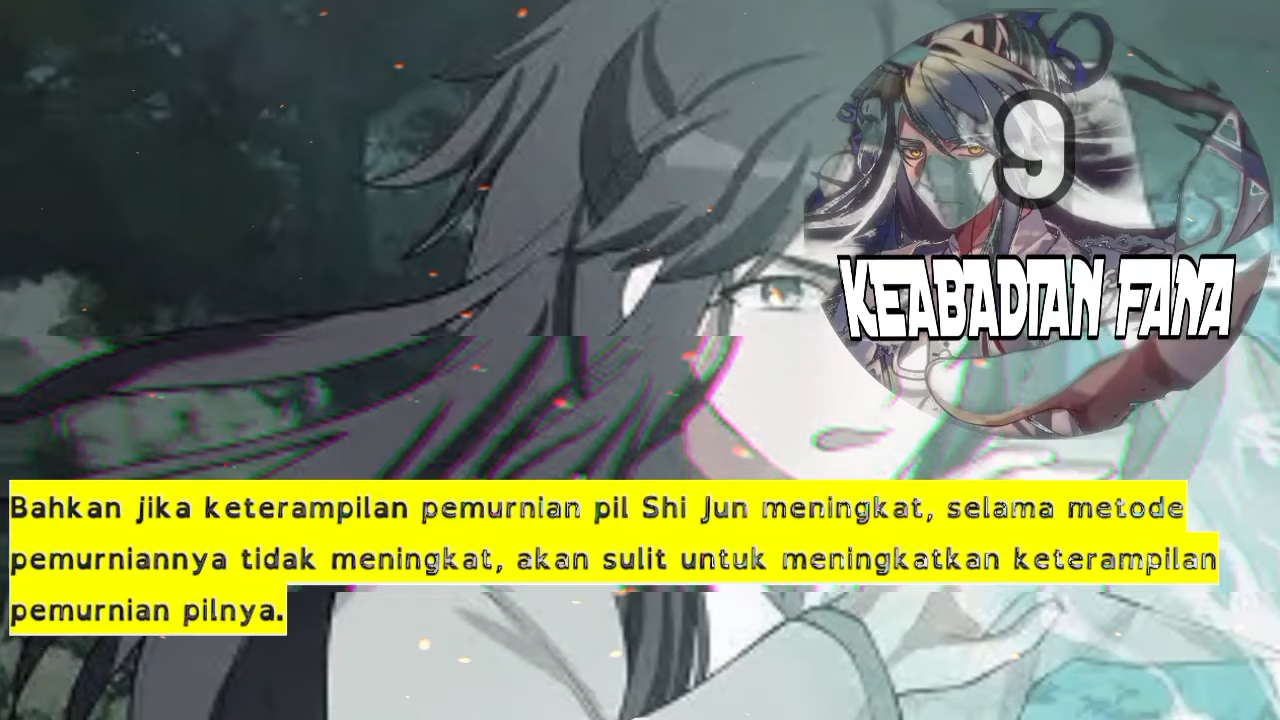 9
KEABADIAN FANA
Bahkan jika keterampilan pemurnian pil Shi Jun meningkat, selama metode
pemurniannya tidak meningkat, akan sulit untuk meningkatkan keterampilan
pemurnian pilnya.